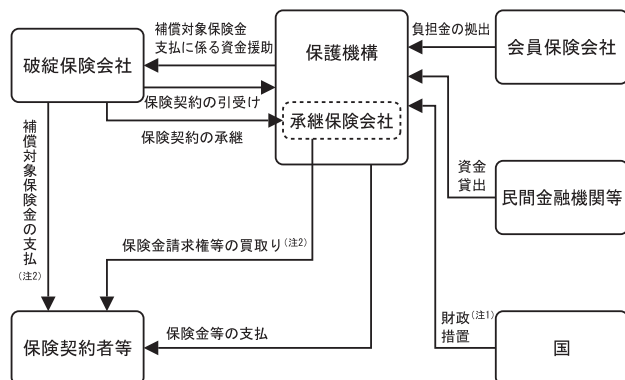 補償対象保険金
支払に係る資金援助
破綻保険会社
保護機構
負担金の拠出
会員保険会社
保険契約の引受け
承継保険会社
保険契約の承継
補償対象保険金の支払
(注2)
資金
貸出
民間金融機関等
保険金請求権等の買取り(注2)
財政(注1)
措置
保険金等の支払
保険契約者等
国